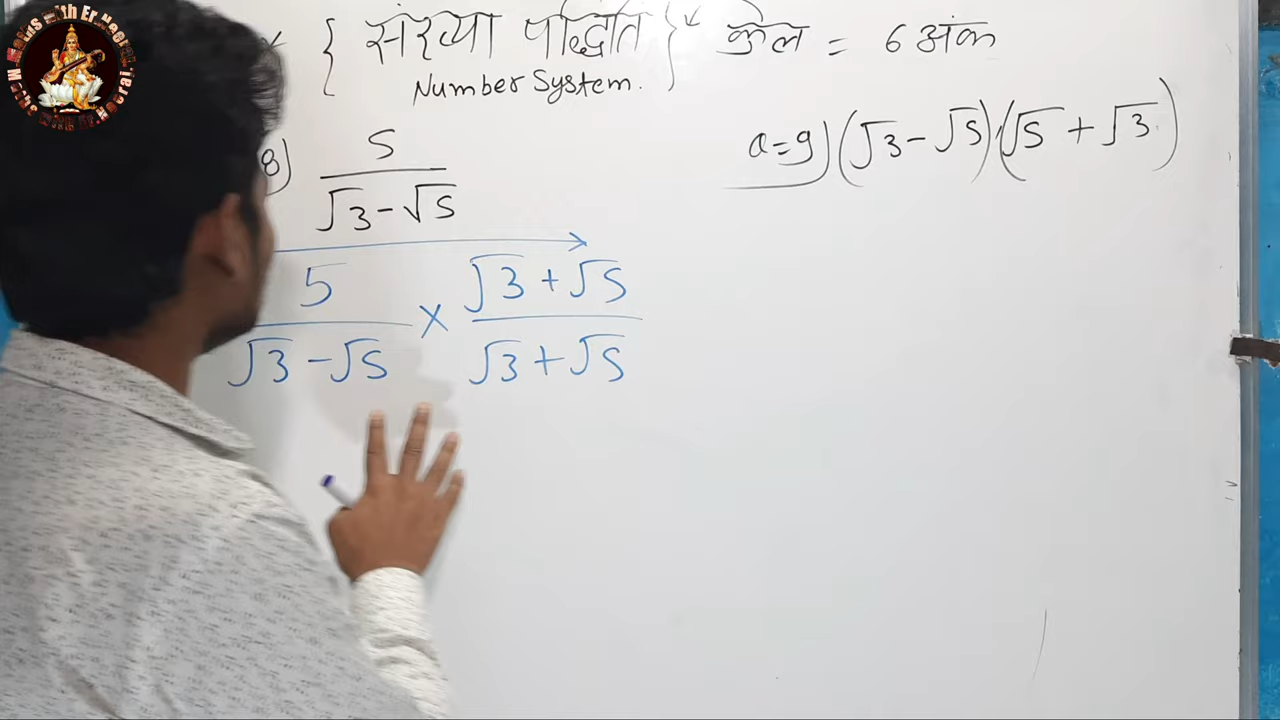 { संख्या पद्धति } कुल = 6 अंक
Number System.
8) 5
√3-√5
5 × √3+√5
√3-√5 √3+√5
Q=9) (√3-√5)(√5+√3)